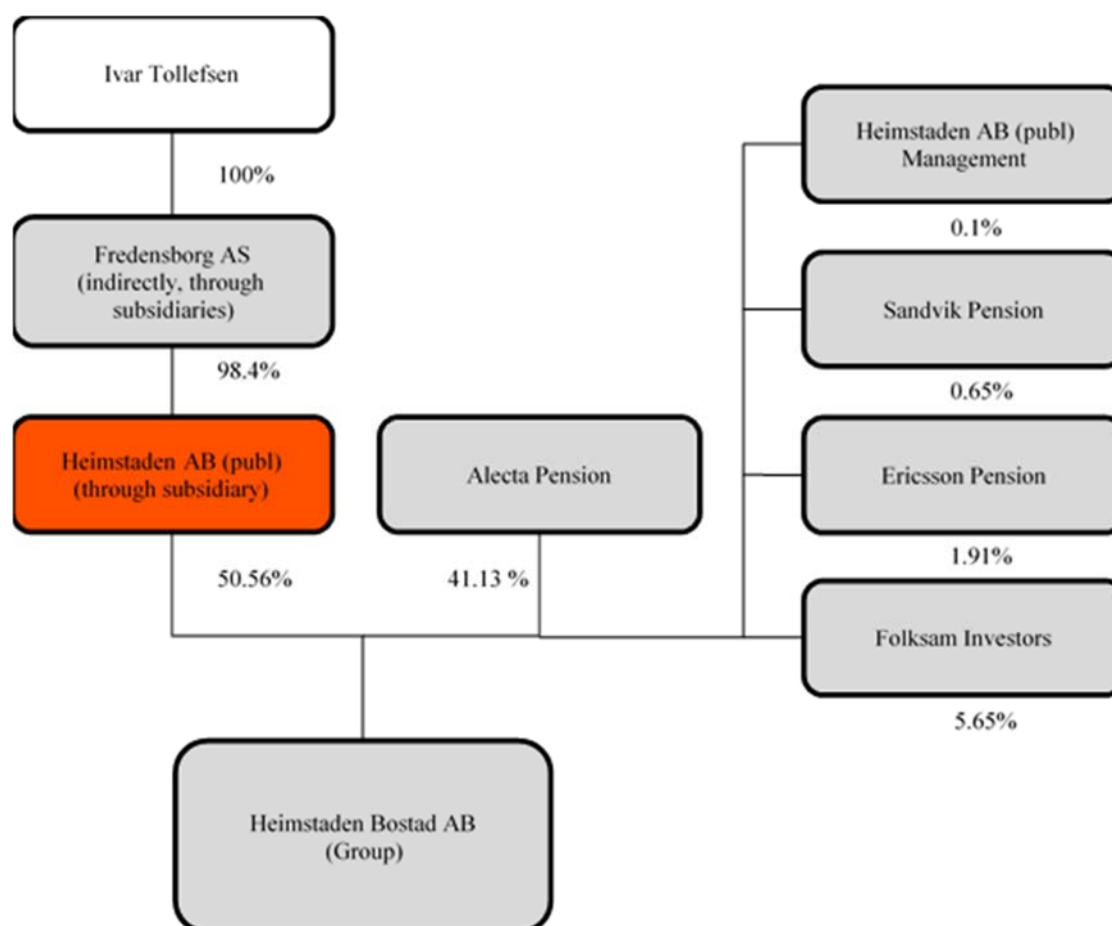 Ivar Tollefsen
100%
Fredensborg AS
(indirectly, through
subsidiaries)
98.4%
Heimstaden AB (publ)
(through subsidiary)
50.56%
Alecta Pension
41.13 %
Heimstaden AB (publ)
Management
0.1%
Sandvik Pension
0.65%
Ericsson Pension
1.91%
Folksam Investors
5.65%
Heimstaden Bostad AB
(Group)